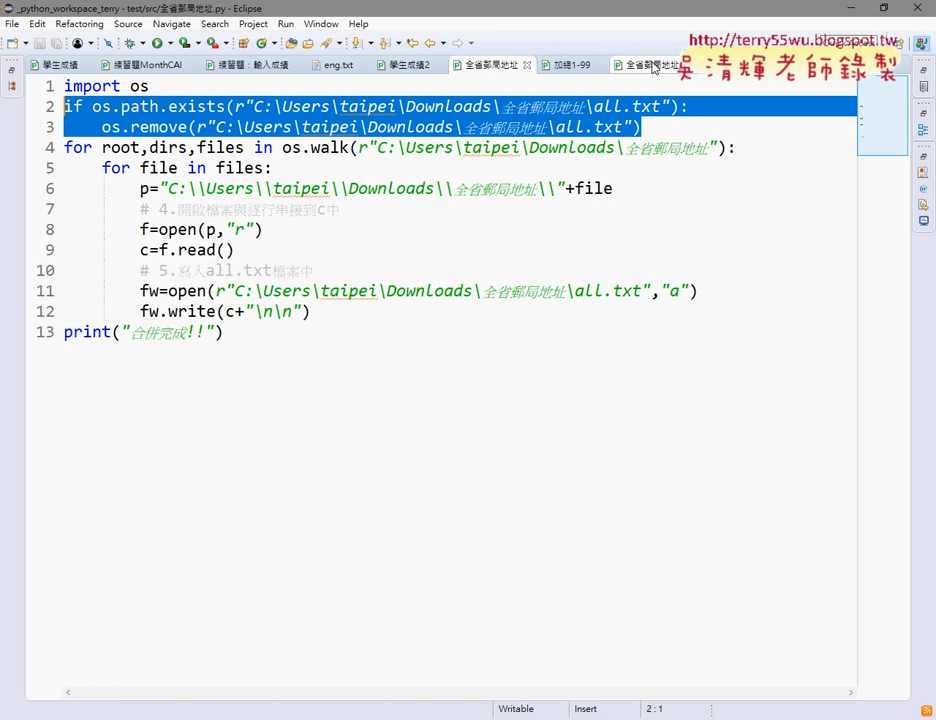 _python_workspace_terry - test/src/全省郵局地址.py - Eclipse
File Edit Refactoring Source Navigate Search Project Run Window Help
http://terry55wu.blogspot.tw
吳清輝老師錄製
學生成績 練習題MonthCAI 練習題：輸入成績 eng.txt 學生成績2 全省郵局地址 加總1-99 全省郵局地址
1 import os
2 if os.path.exists(r"C:\Users\taipei\Downloads\全省郵局地址\all.txt"):
3 os.remove(r"C:\Users\taipei\Downloads\全省郵局地址\all.txt")
4 for root,dirs,files in os.walk(r"C:\Users\taipei\Downloads\全省郵局地址"):
5 for file in files:
6 p="C:\\Users\\taipei\\Downloads\\全省郵局地址\\"+file
7 # 4.開啟檔案與逐行串接到c中
8 f=open(p,"r")
9 c=f.read()
10 # 5.寫入all.txt檔案中
11 fw=open(r"C:\Users\taipei\Downloads\全省郵局地址\all.txt","a")
12 fw.write(c+"\n\n")
13 print("合併完成!!")
Writable Insert 2 : 1